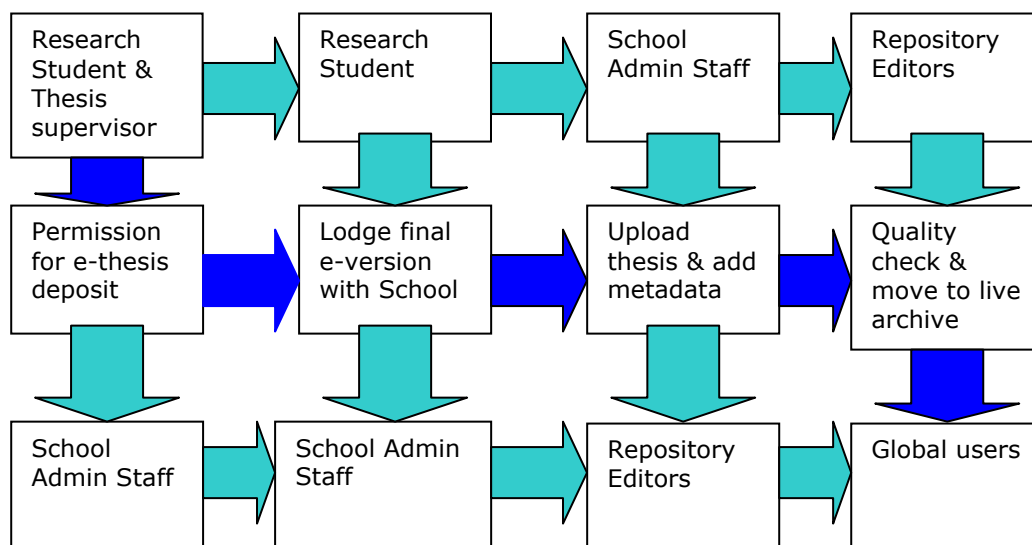 Research
Student &
Thesis
supervisor
Research
Student
School
Admin Staff
Repository
Editors
Permission
for e-thesis
deposit
Lodge final
e-version
with School
Upload
thesis & add
metadata
Quality
check &
move to live
archive
School
Admin Staff
School Admin
Staff
Repository
Editors
Global users